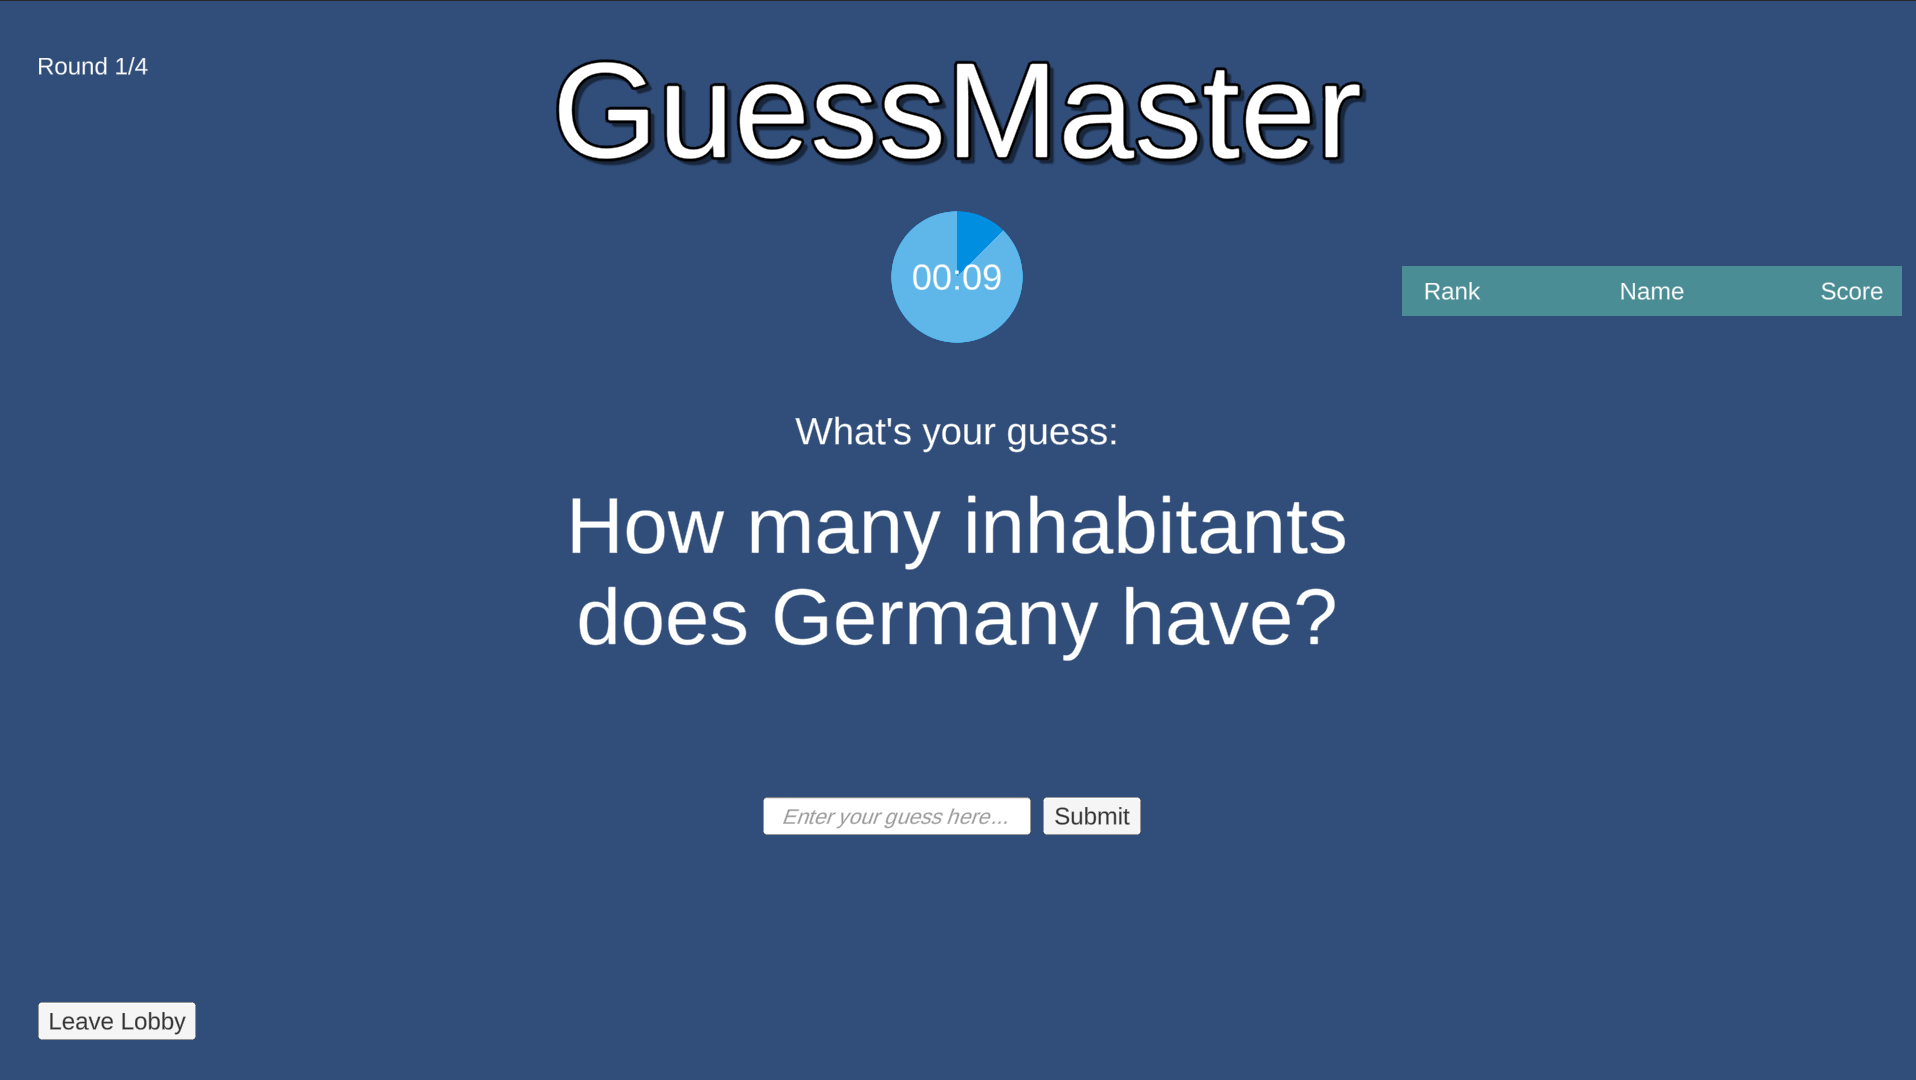 Round 1/4
GuessMaster
00:09
Rank Name Score
What's your guess:
How many inhabitants
does Germany have?
Enter your guess here...
Submit
Leave Lobby